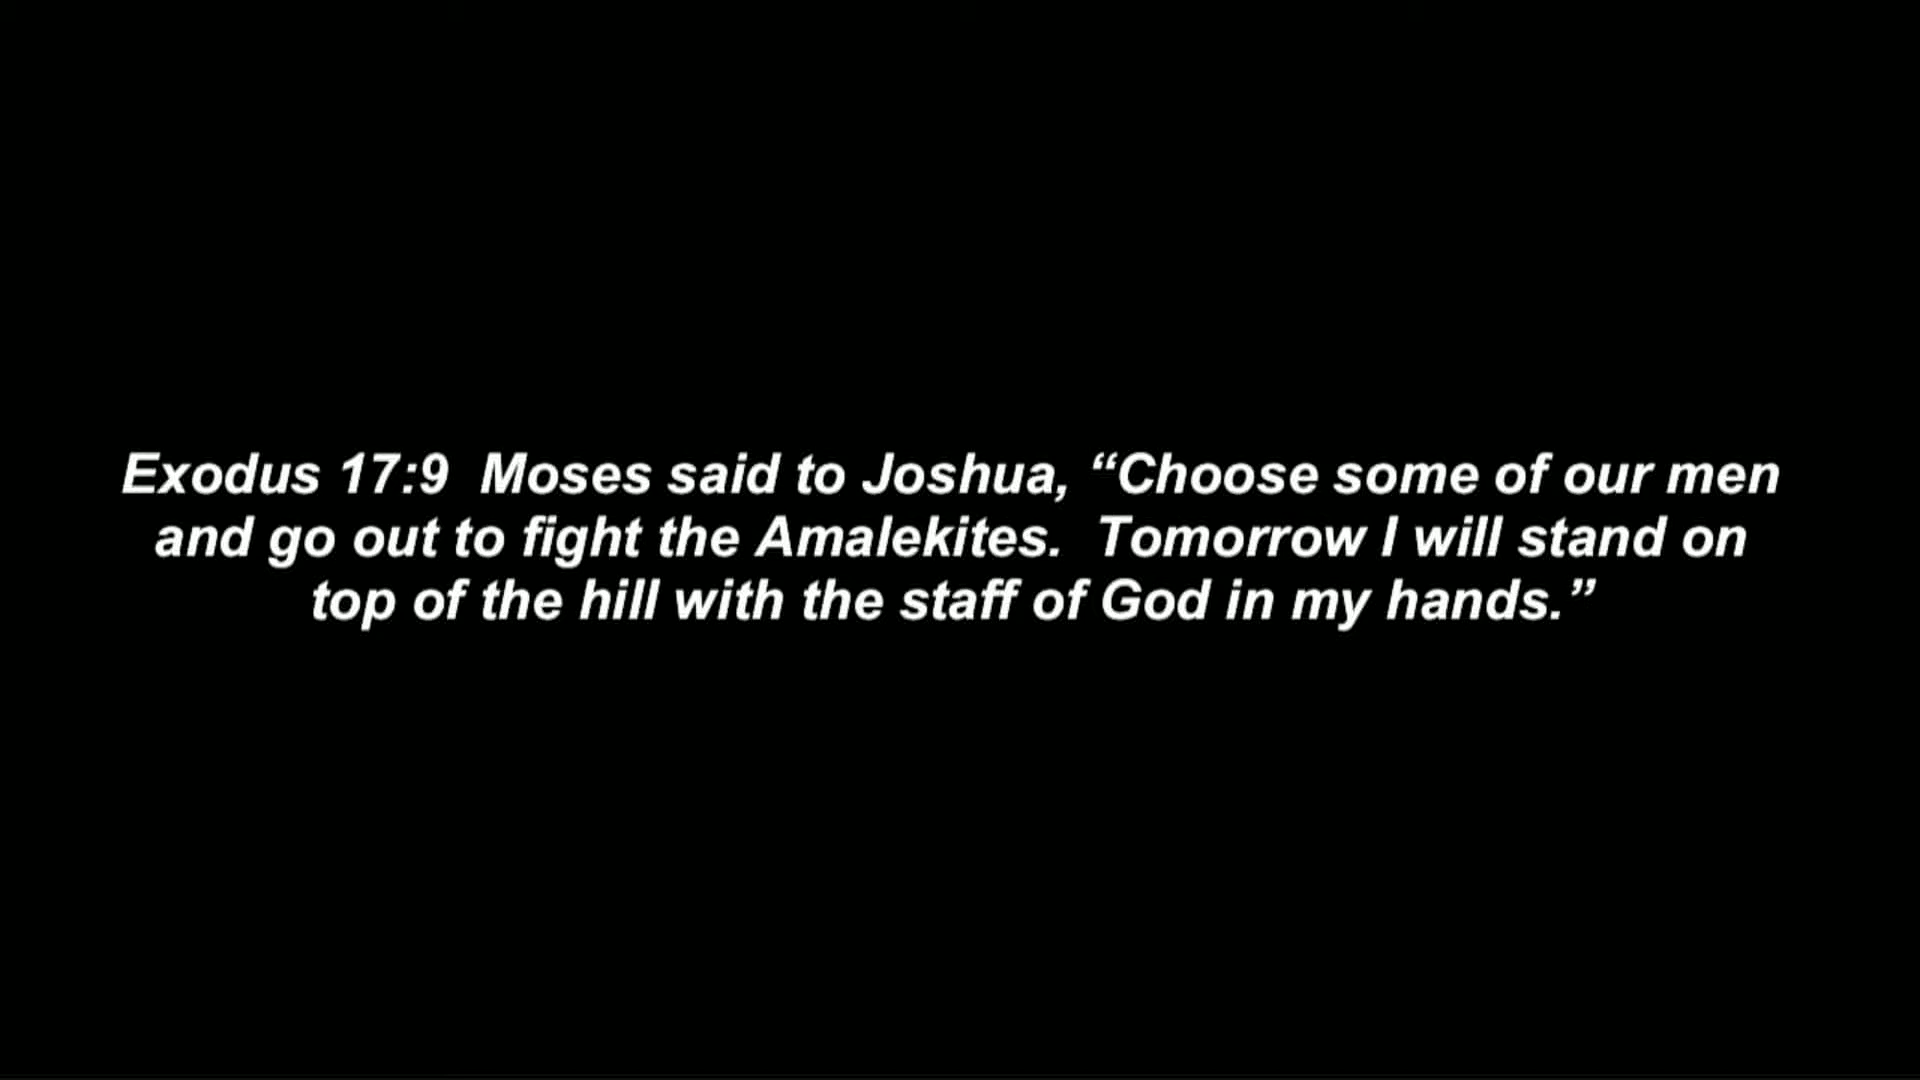 Exodus 17:9  Moses said to Joshua, “Choose some of our men
and go out to fight the Amalekites.  Tomorrow I will stand on
top of the hill with the staff of God in my hands.”